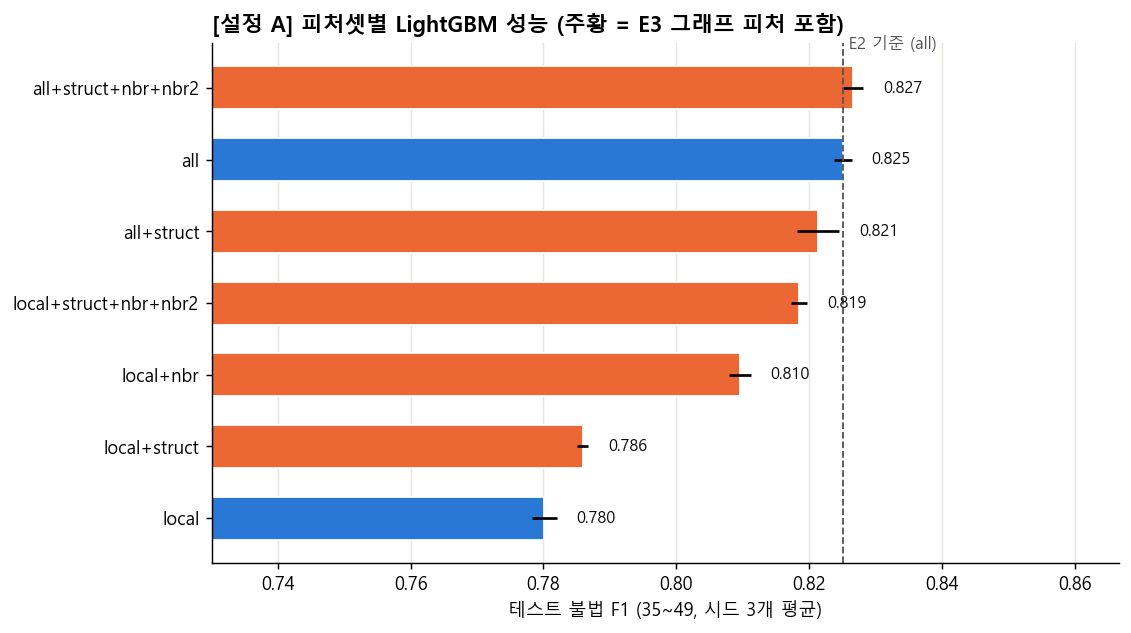 [설정 A] 피처셋별 LightGBM 성능 (주황 = E3 그래프 피처 포함)
E2 기준 (all)
all+struct+nbr+nbr2 0.827
all 0.825
all+struct 0.821
local+struct+nbr+nbr2 0.819
local+nbr 0.810
local+struct 0.786
local 0.780
0.74 0.76 0.78 0.80 0.82 0.84 0.86
테스트 불법 F1 (35~49, 시드 3개 평균)